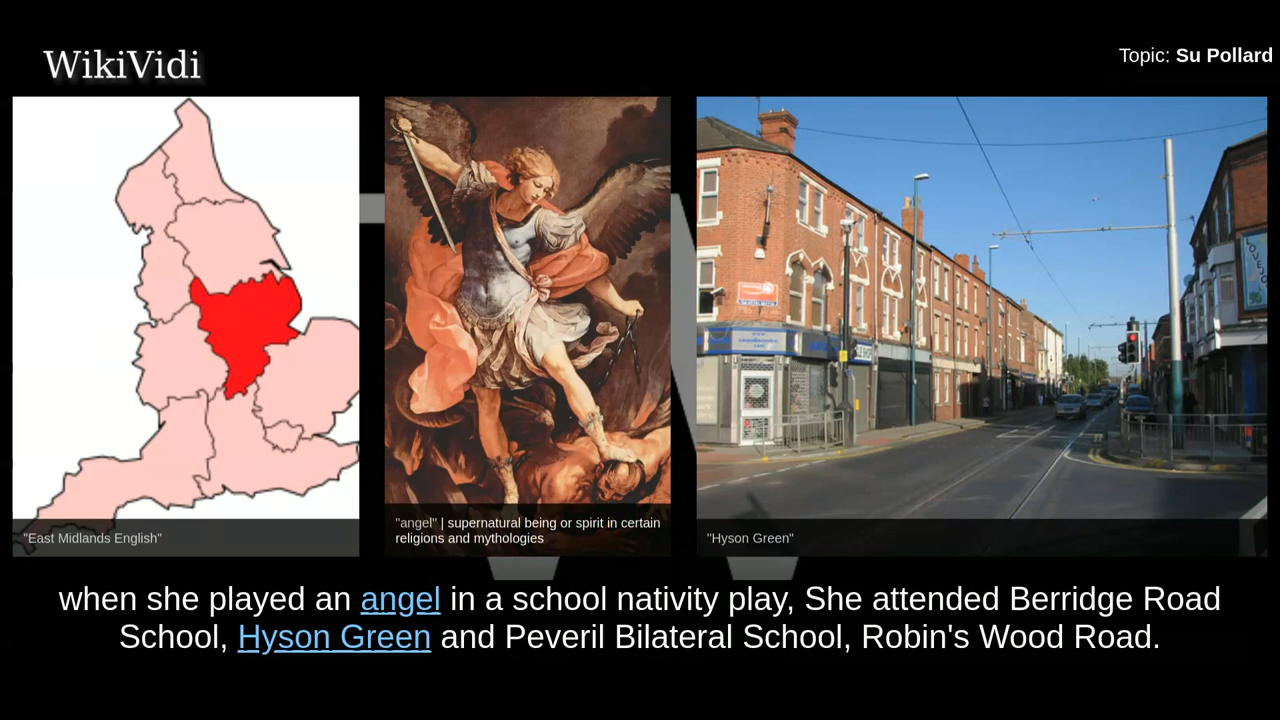 WikiVidi
Topic: Su Pollard
"East Midlands English"
"angel" | supernatural being or spirit in certain
religions and mythologies
"Hyson Green"
when she played an angel in a school nativity play, She attended Berridge Road
School, Hyson Green and Peveril Bilateral School, Robin's Wood Road.